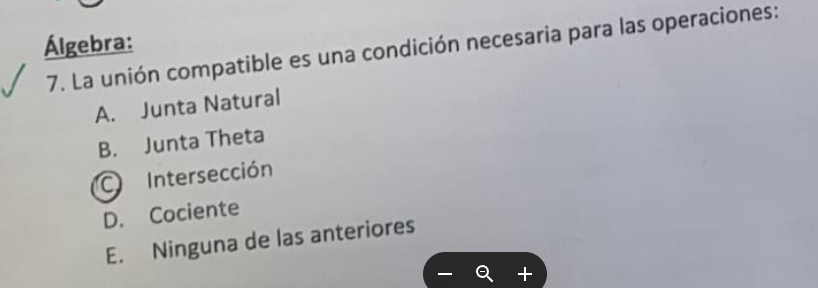 Álgebra:
7. La unión compatible es una condición necesaria para las operaciones:
A. Junta Natural
B. Junta Theta
C Intersección
D. Cociente
E. Ninguna de las anteriores